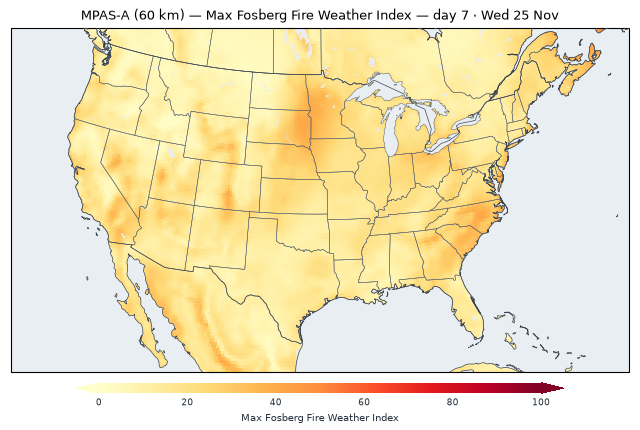 MPAS-A (60 km) — Max Fosberg Fire Weather Index — day 7 · Wed 25 Nov
0 20 40 60 80 100
Max Fosberg Fire Weather Index